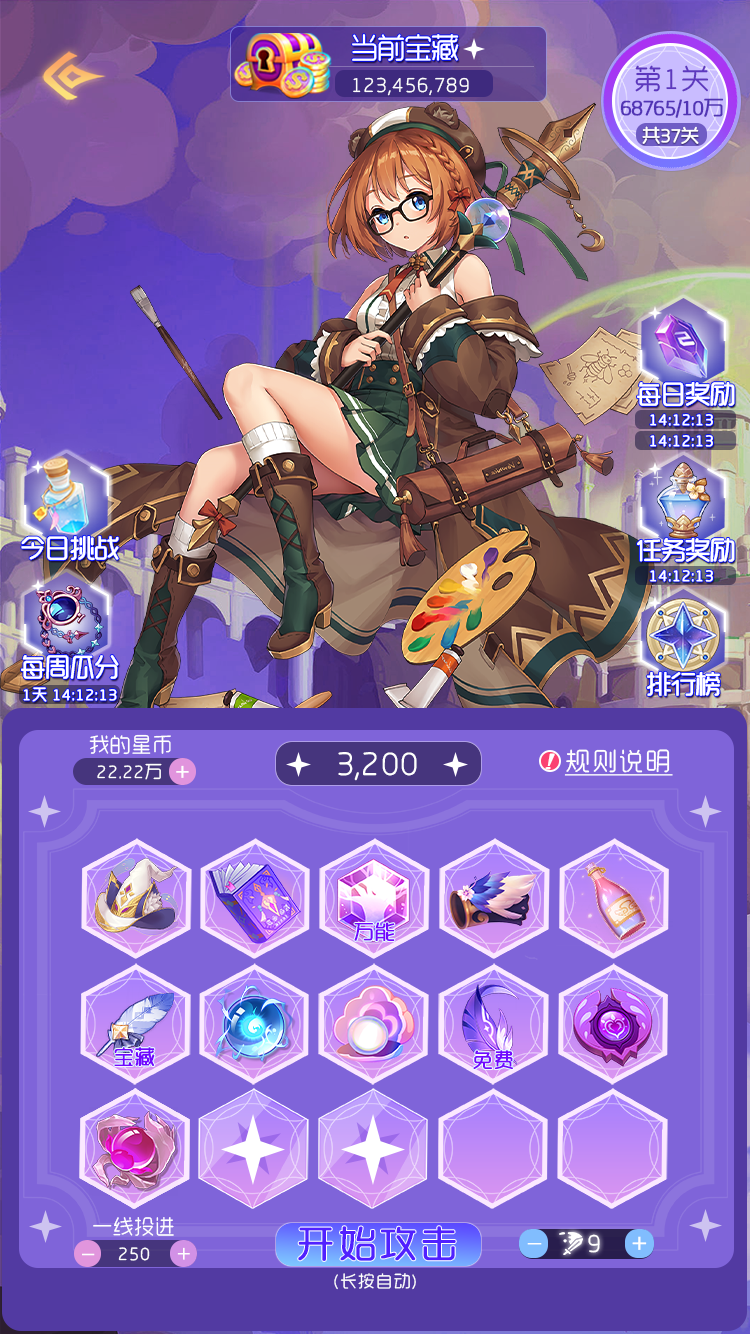 当前宝藏
123,456,789
第1关
68765/10万
共37关
每日奖励
14:12:13
14:12:13
今日挑战
任务奖励
14:12:13
每周瓜分
1天 14:12:13
排行榜
我的星币
22.22万 +
3,200
! 规则说明
万能
宝藏
免费
一线投进
- 250 +
开始攻击
- 9 +
(长按自动)